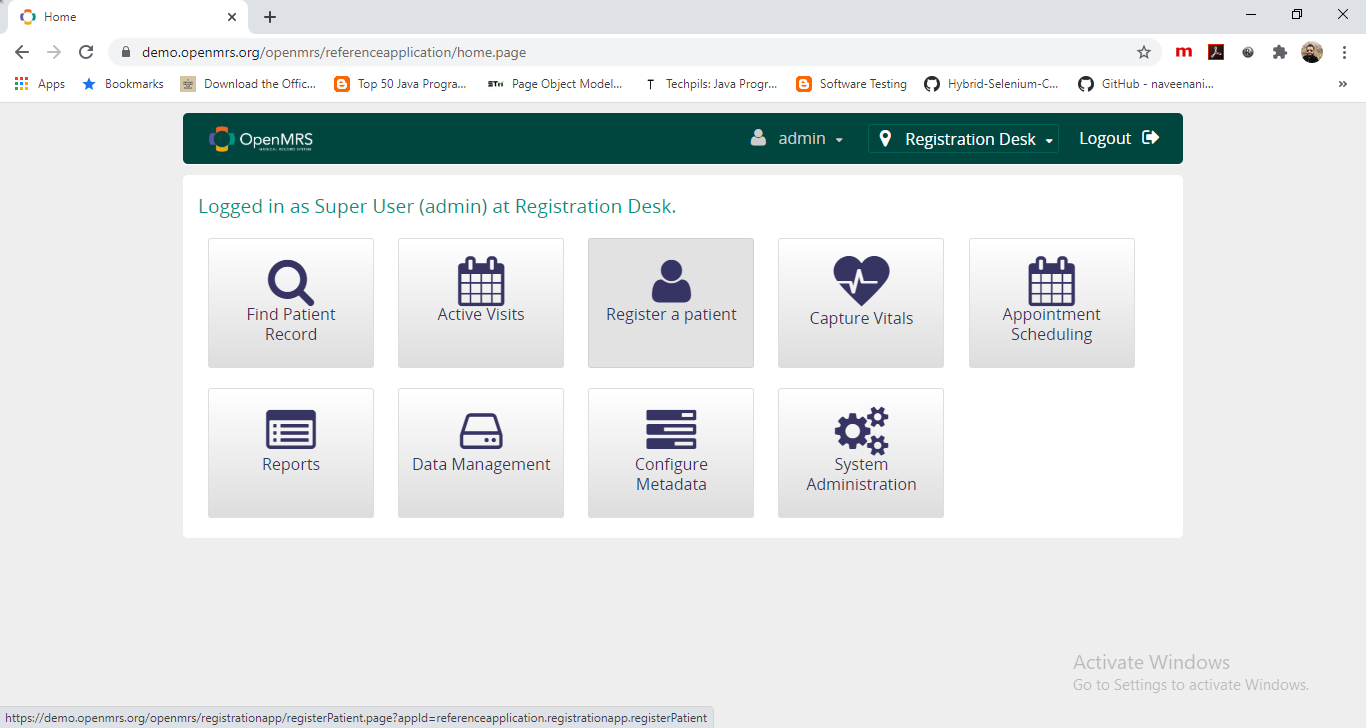 Home
demo.openmrs.org/openmrs/referenceapplication/home.page
Apps Bookmarks Download the Offic... Top 50 Java Progra... Page Object Model... Techpils: Java Progr... Software Testing Hybrid-Selenium-C... GitHub - naveenani...
OpenMRS admin Registration Desk Logout
MEDICAL RECORD SYSTEM
Logged in as Super User (admin) at Registration Desk.
Find Patient
Record
Active Visits
Register a patient
Capture Vitals
Appointment
Scheduling
Reports
Data Management
Configure
Metadata
System
Administration
Activate Windows
Go to Settings to activate Windows.
https://demo.openmrs.org/openmrs/registrationapp/registerPatient.page?appId=referenceapplication.registrationapp.registerPatient